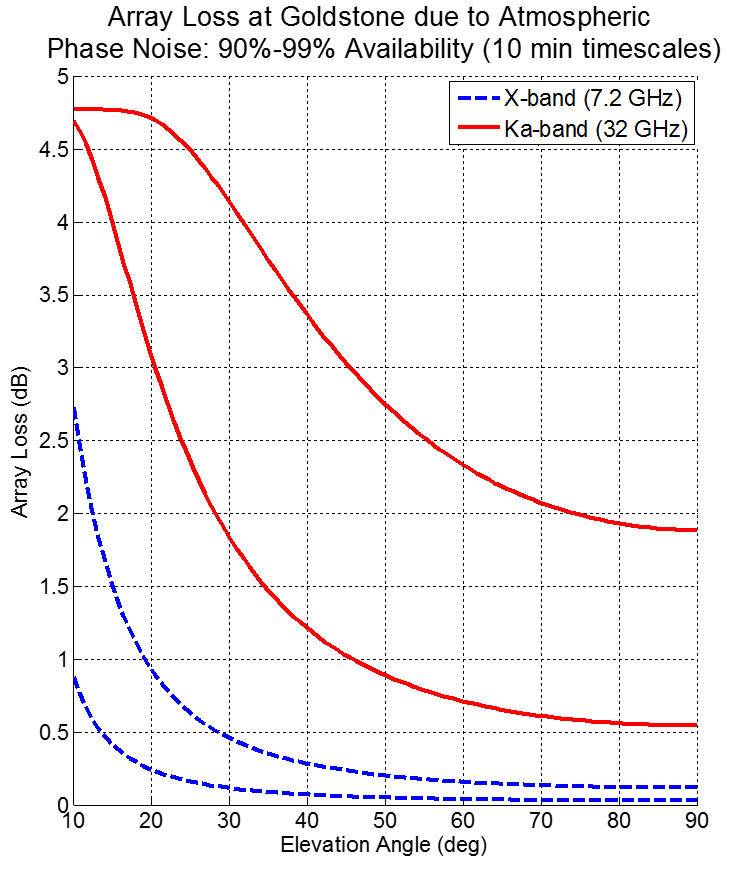 Array Loss at Goldstone due to Atmospheric
Phase Noise: 90%-99% Availability (10 min timescales)
X-band (7.2 GHz)
Ka-band (32 GHz)
5
4.5
4
3.5
3
2.5
2
1.5
1
0.5
0
Array Loss (dB)
10 20 30 40 50 60 70 80 90
Elevation Angle (deg)